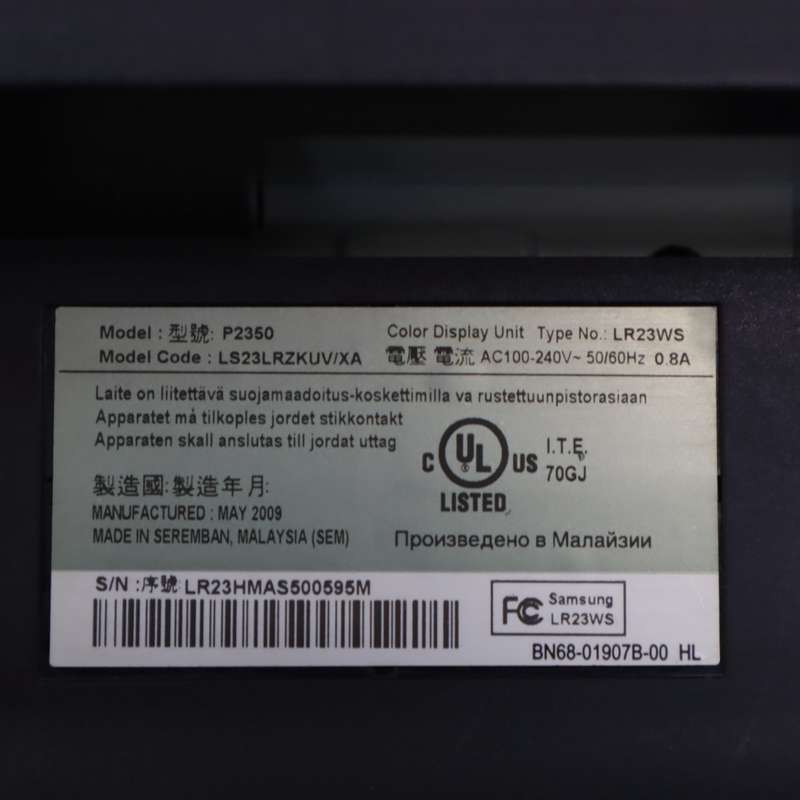 Model : 型號: P2350
Color Display Unit Type No.: LR23WS
Model Code : LS23LRZKUV/XA
電壓 電流 AC100-240V~ 50/60Hz 0.8A
Laite on liitettävä suojamaadoitus-koskettimilla va rustettuunpistorasiaan
Apparatet må tilkoples jordet stikkontakt
Apparaten skall anslutas till jordat uttag
C UL ® US
LISTED
I.T.E.
70GJ
製造國: 製造年月:
MANUFACTURED : MAY 2009
MADE IN SEREMBAN, MALAYSIA (SEM)
Произведено в Малайзии
S/N :序號: LR23HMAS500595M
FC Samsung
LR23WS
BN68-01907B-00 HL